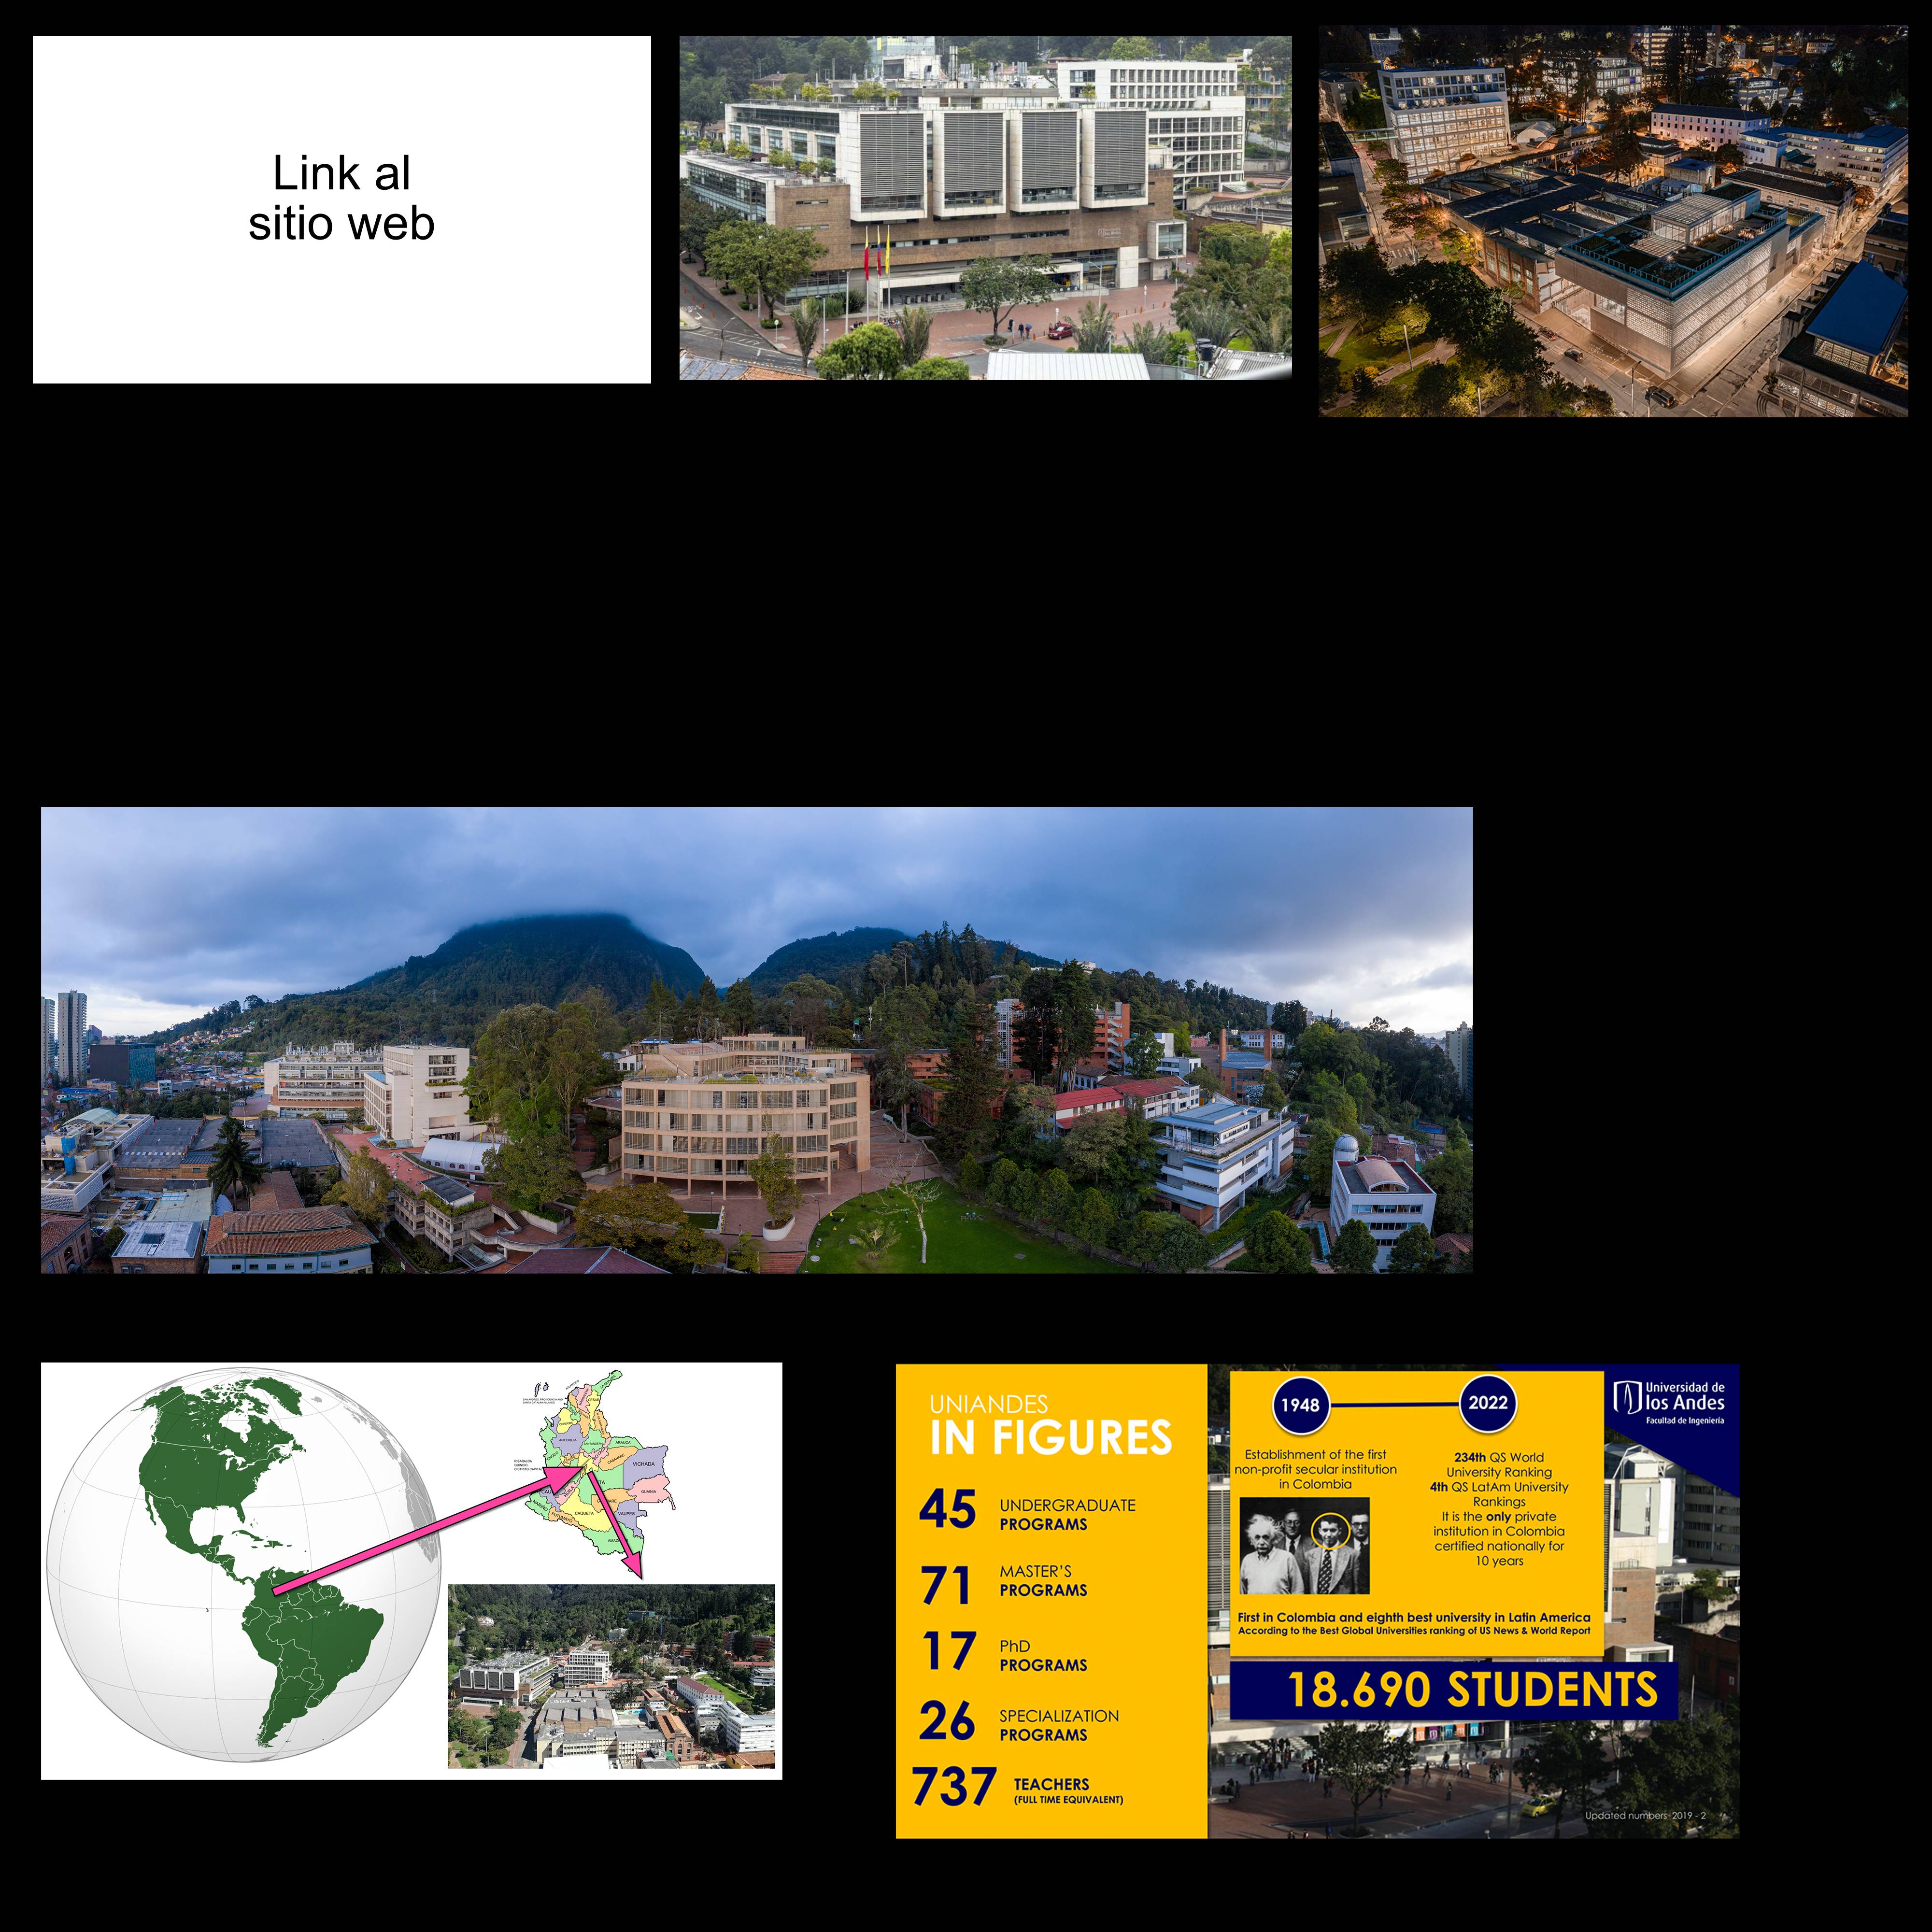 Link al
sitio web
VICHADA
ARAUCA
ANTIOQUIA
CAQUETA
VAUPES
GUAINIA
UNIANDES
IN FIGURES
45 UNDERGRADUATE
PROGRAMS
71 MASTER'S
PROGRAMS
17 PhD
PROGRAMS
26 SPECIALIZATION
PROGRAMS
737 TEACHERS
(FULL TIME EQUIVALENT)
1948
Establishment of the first
non-profit secular institution
in Colombia
2022
234th QS World
University Ranking
4th QS LatAm University
Rankings
It is the only private
institution in Colombia
certified nationally for
10 years
First in Colombia and eighth best university in Latin America
According to the Best Global Universities ranking of US News & World Report
18.690 STUDENTS
Universidad de
los Andes
Facultad de Ingeniería
Updated numbers 2019 - 2